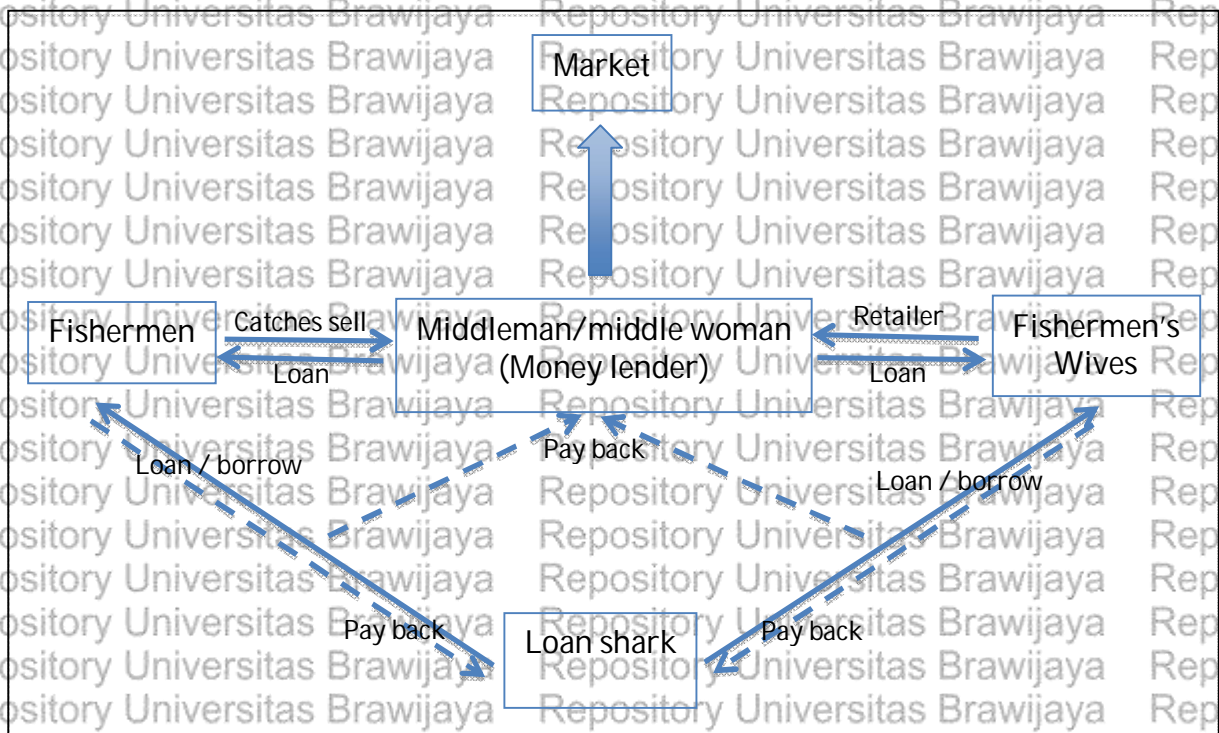 Market
Fishermen
Catches sell
Loan
Middleman/middle woman
(Money lender)
Retailer
Loan
Fishermen's
Wives
Loan / borrow
Pay back
Loan / borrow
Pay back
Loan shark
Pay back
Repository Universitas Brawijaya